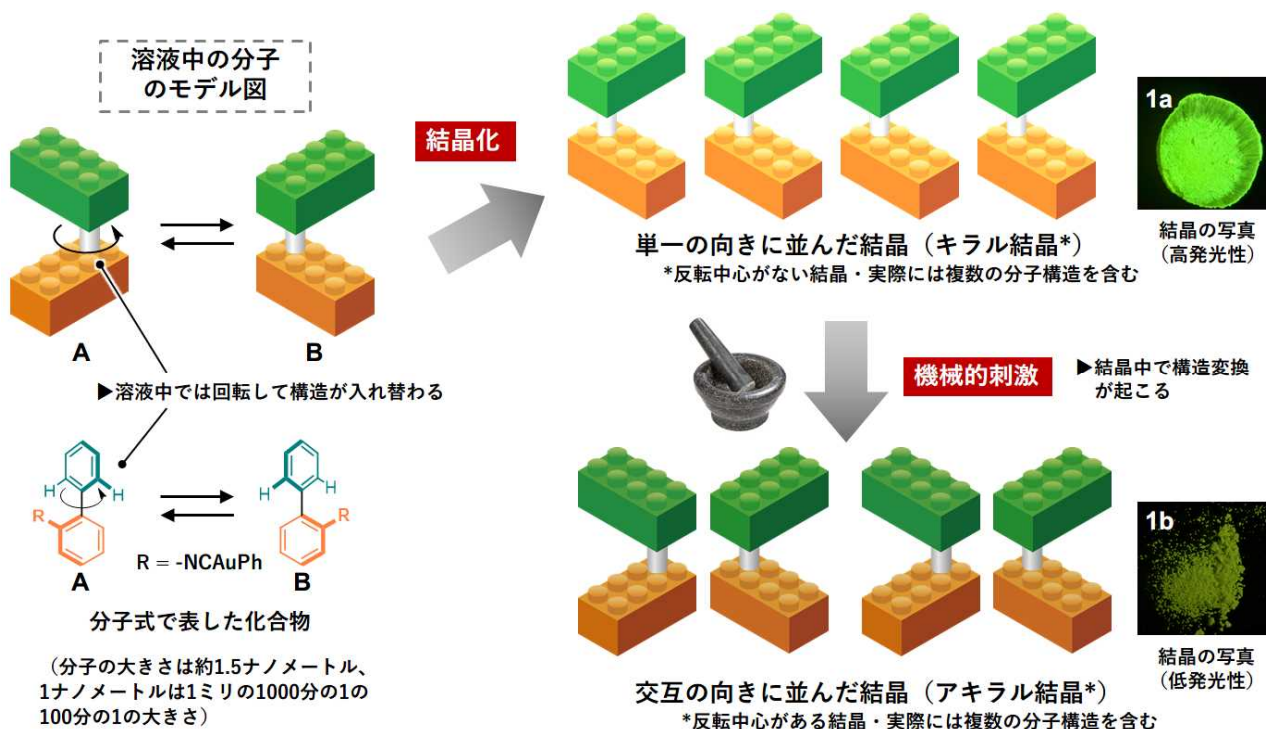 溶液中の分子
のモデル図
A
B
▶溶液中では回転して構造が入れ替わる
H
H
R
A
R = -NCAuPh
H
H
R
B
分子式で表した化合物
（分子の大きさは約1.5ナノメートル、
1ナノメートルは1ミリの1000分の1の
100分の1の大きさ）
結晶化
単一の向きに並んだ結晶（キラル結晶*）
*反転中心がない結晶・実際には複数の分子構造を含む
1a
結晶の写真
（高発光性）
機械的刺激
▶結晶中で構造変換
が起こる
交互の向きに並んだ結晶（アキラル結晶*）
*反転中心がある結晶・実際には複数の分子構造を含む
1b
結晶の写真
（低発光性）